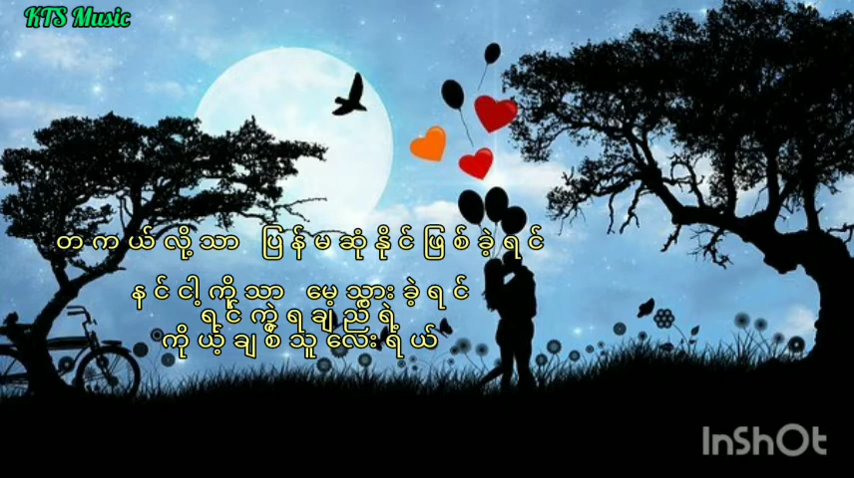 KTS Music
တကယ်လို့သာ ပြန်မဆုံနိုင်ဖြစ်ခဲ့ရင်
နင်ငါ့ကိုသာ မေ့သွားခဲ့ရင်
ရင်ကွဲရချည်ရဲ့
ကိုယ့်ချစ်သူလေးရယ်
InShOt